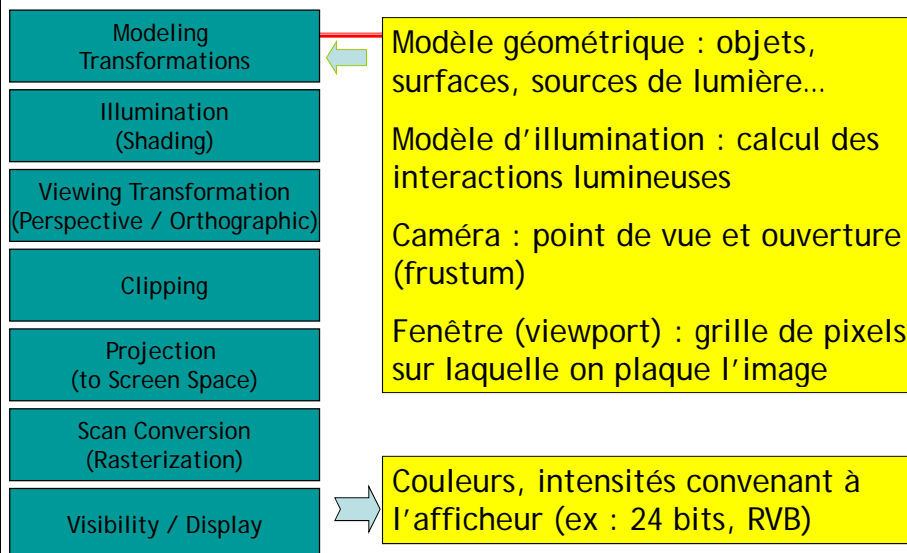 Modeling
Transformations
Illumination
(Shading)
Viewing Transformation
(Perspective / Orthographic)
Clipping
Projection
(to Screen Space)
Scan Conversion
(Rasterization)
Visibility / Display
Modèle géométrique : objets,
surfaces, sources de lumière...
Modèle d'illumination : calcul des
interactions lumineuses
Caméra : point de vue et ouverture
(frustum)
Fenêtre (viewport) : grille de pixels
sur laquelle on plaque l'image
Couleurs, intensités convenant à
l'afficheur (ex : 24 bits, RVB)